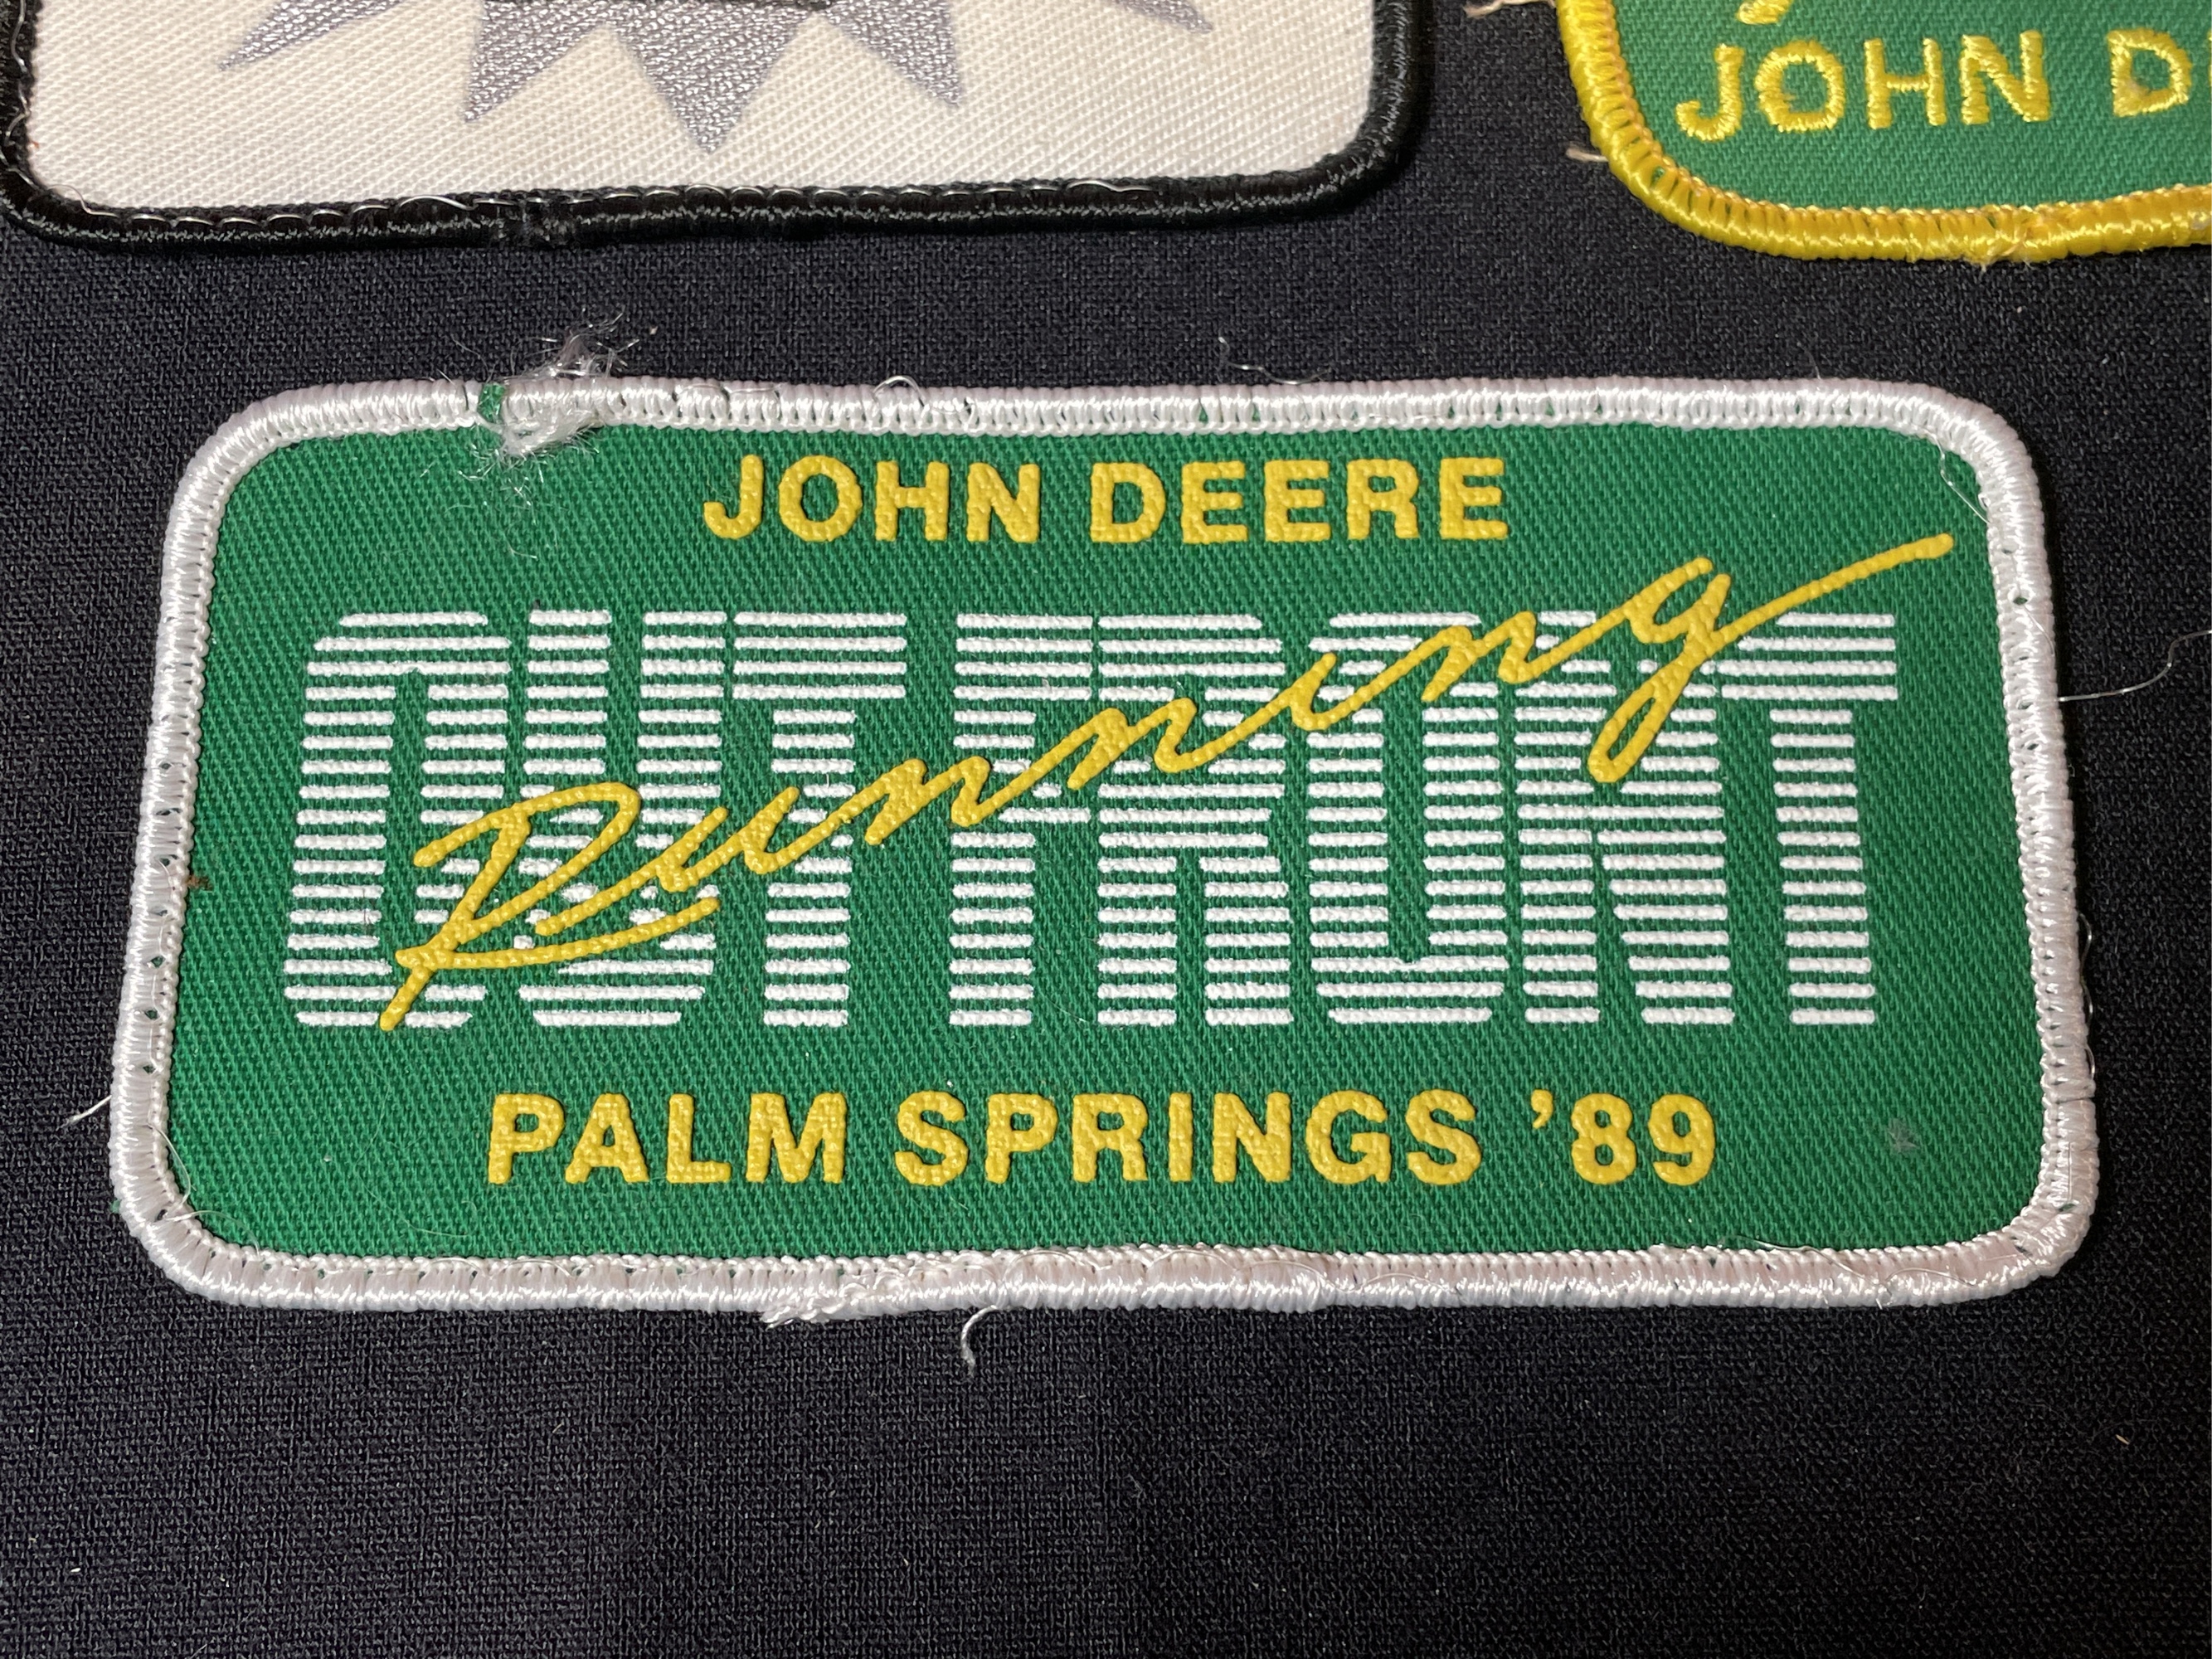 JOHN D
JOHN DEERE
Running
OUT FRONT
PALM SPRINGS '89